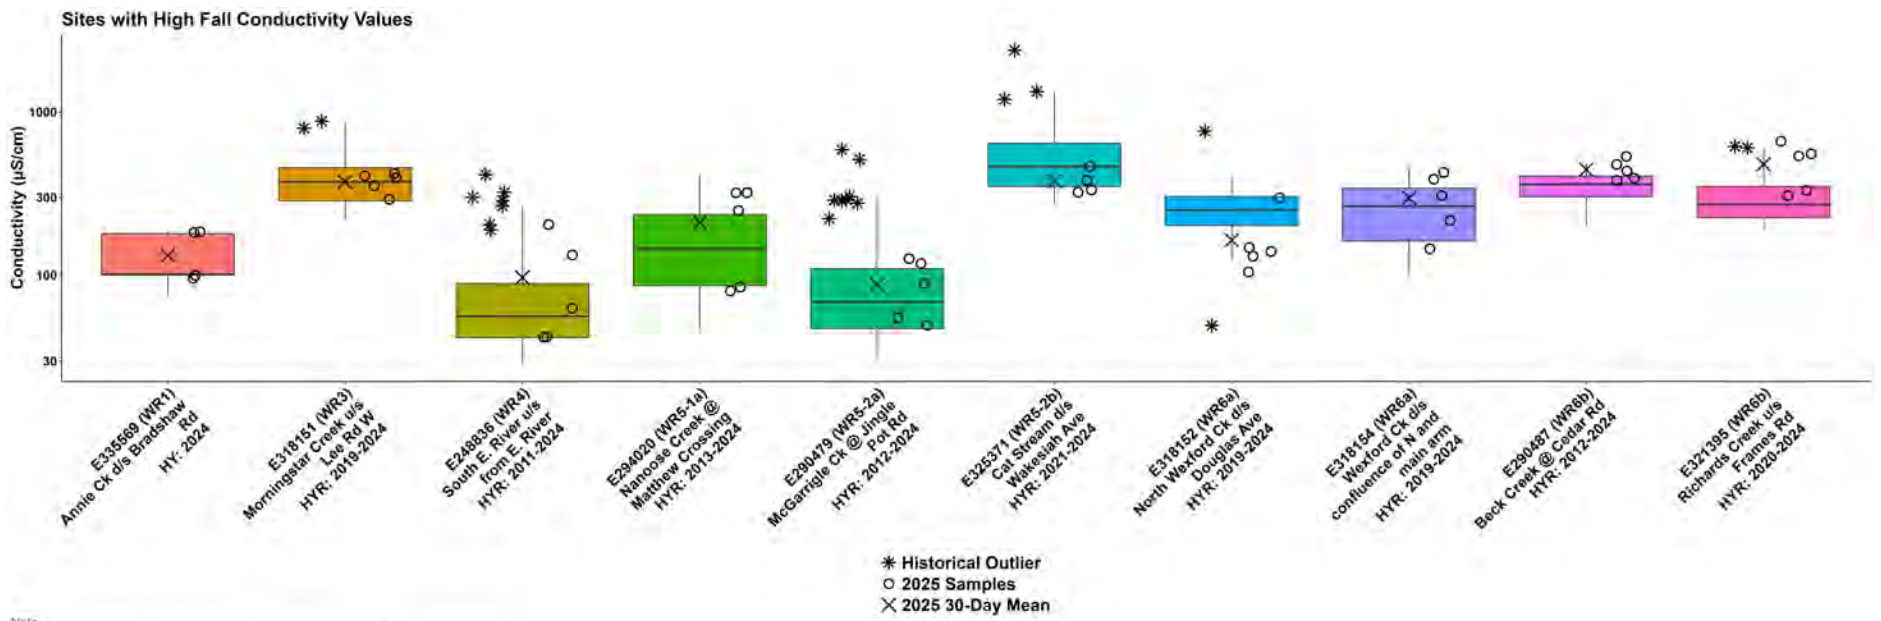 Sites with High Fall Conductivity Values
Conductivity (µS/cm)
1000
300
100
30
E335569 (WR1)
Annie Ck d/s Bradshaw
Rd
HY: 2024
E318151 (WR3)
Morningstar Creek u/s
Lee Rd W
HYR: 2019-2024
E248836 (WR4)
South E. River u/s
from E. River
HYR: 2011-2024
E294020 (WR5-1a)
Nanoose Creek @
Matthew Crossing
HYR: 2013-2024
E290479 (WR5-2a)
McGarrigle Ck @ Jingle
Pot Rd
HYR: 2012-2024
E325371 (WR5-2b)
Cat Stream d/s
Wakesiah Ave
HYR: 2021-2024
E318152 (WR6a)
North Wexford Ck d/s
Douglas Ave
HYR: 2019-2024
E318154 (WR6a)
Wexford Ck d/s
confluence of N and
main arm
HYR: 2019-2024
E290487 (WR6b)
Beck Creek @ Cedar Rd
HYR: 2012-2024
E321395 (WR6b)
Richards Creek u/s
Frames Rd
HYR: 2020-2024
Historical Outlier
2025 Samples
2025 30-Day Mean